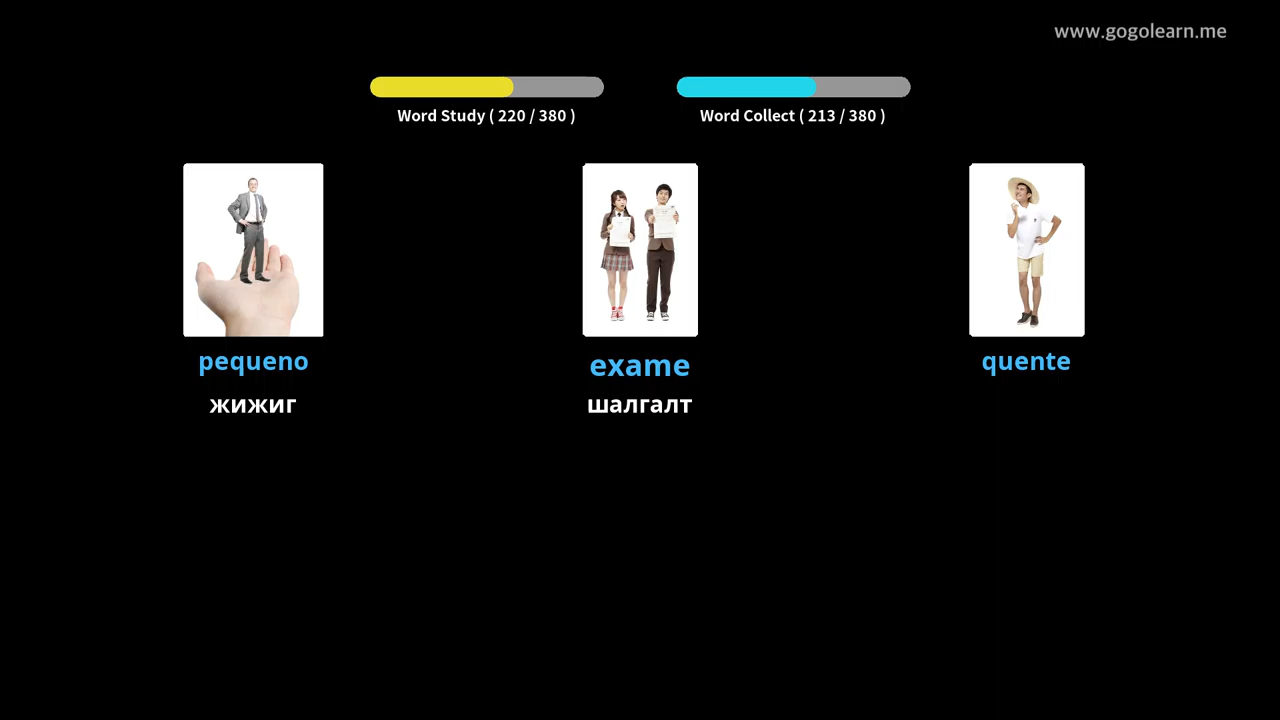 www.gogolearn.me
Word Study ( 220 / 380 )
Word Collect ( 213 / 380 )
pequeno
exame
quente
жижиг
шалгалт